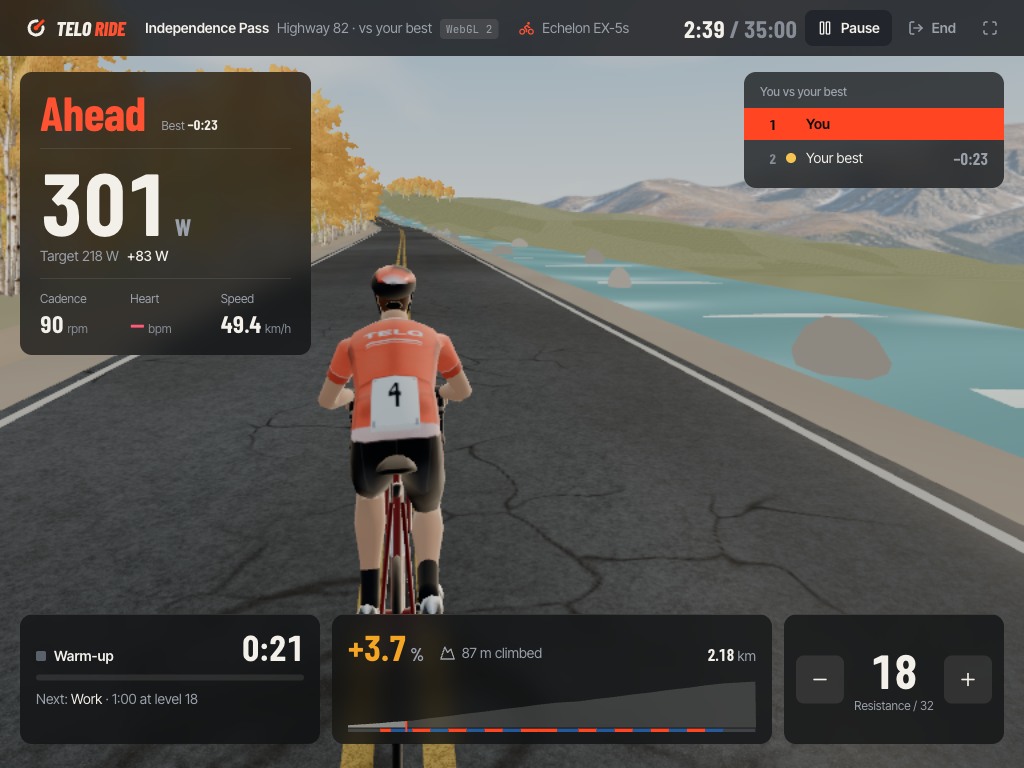 TELO RIDE
Independence Pass Highway 82 · vs your best WebGL 2 Echelon EX-5s 2:39 / 35:00 Pause End
Ahead Best −0:23
301 W
Target 218 W +83 W
Cadence Heart Speed
90 rpm — bpm 49.4 km/h
You vs your best
1 You
2 Your best −0:23
TELO
4
Warm-up 0:21
Next: Work · 1:00 at level 18
+3.7 % 87 m climbed 2.18 km
− 18 +
Resistance / 32